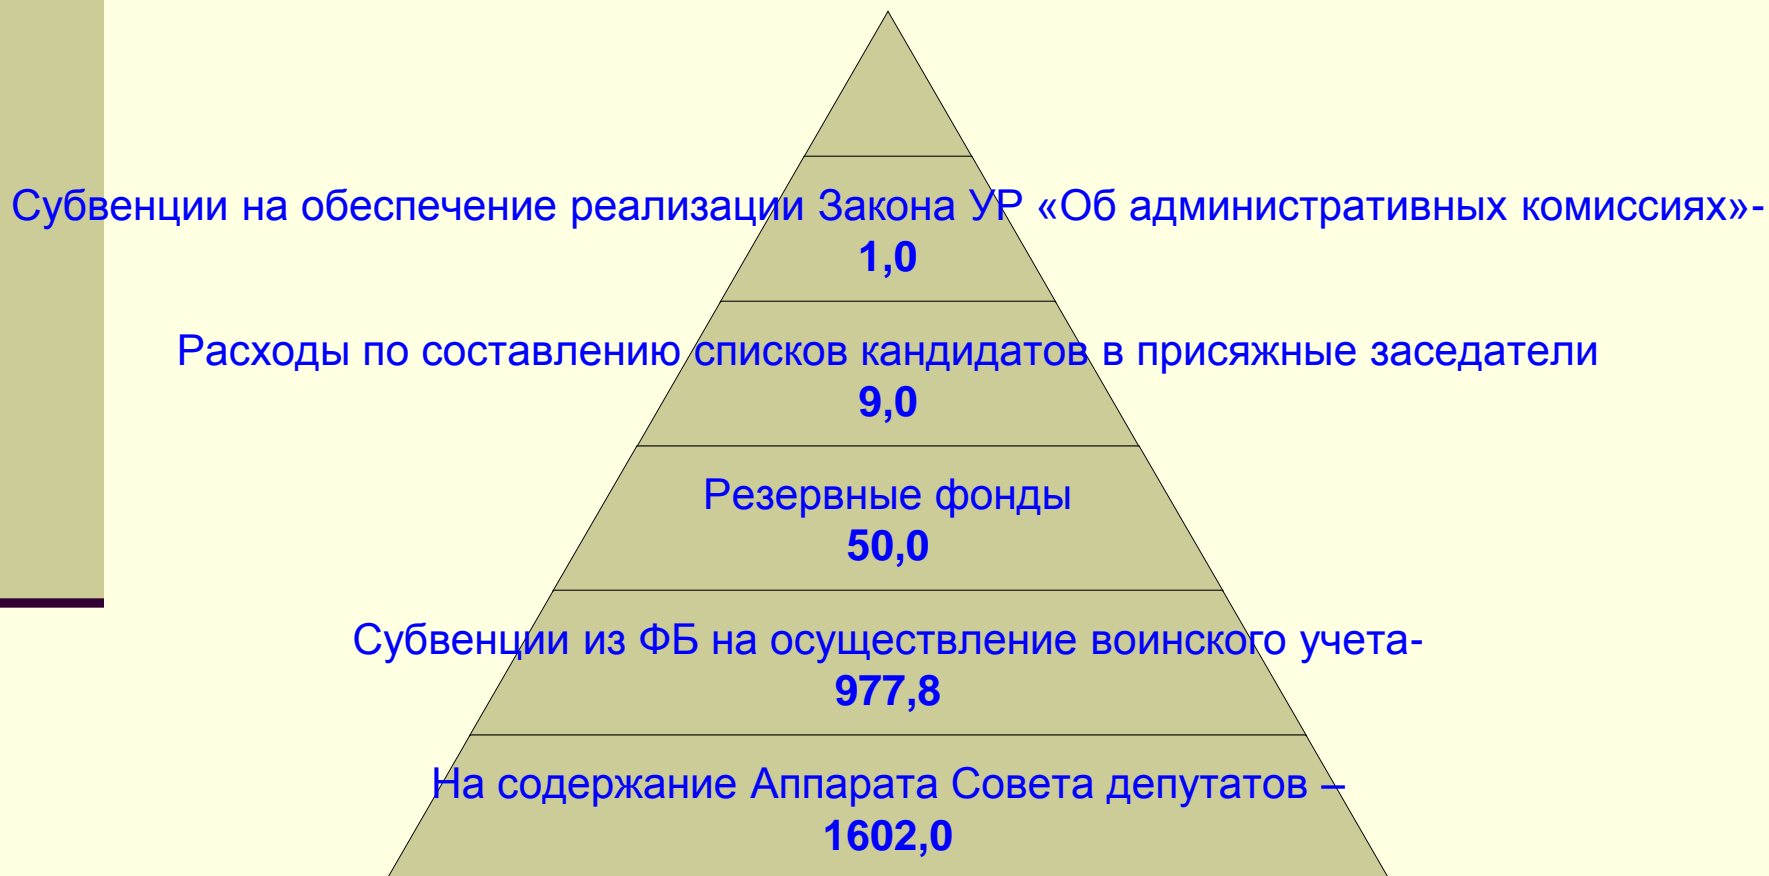 Субвенции на обеспечение реализации Закона УР «Об административных комиссиях»-
1,0
Расходы по составлению списков кандидатов в присяжные заседатели
9,0
Резервные фонды
50,0
Субвенции из ФБ на осуществление воинского учета-
977,8
На содержание Аппарата Совета депутатов –
1602,0